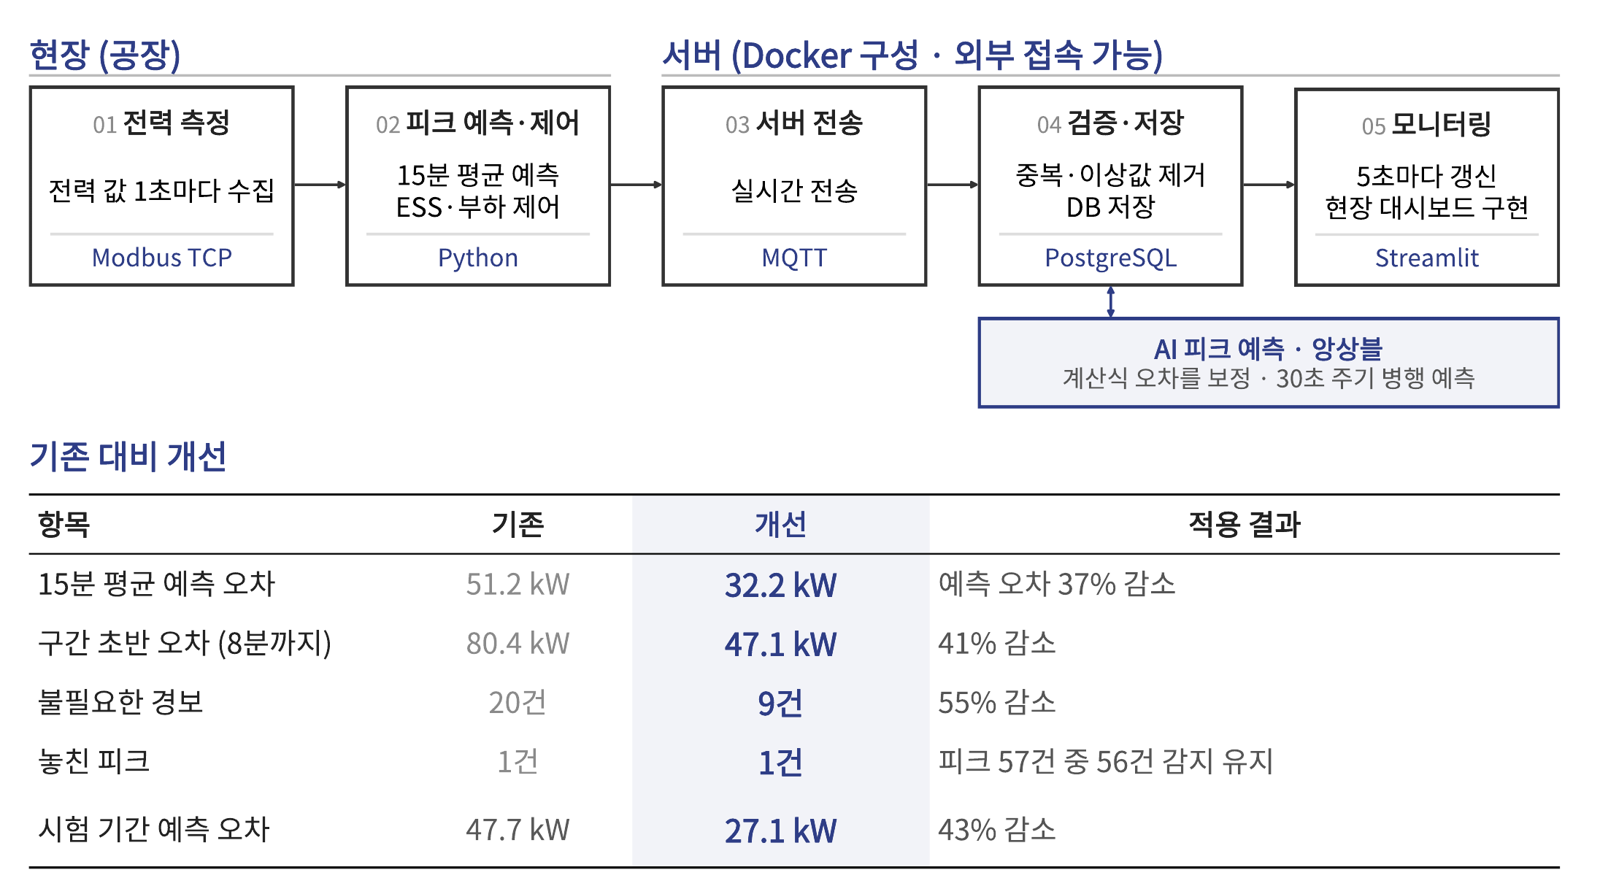 현장 (공장)
서버 (Docker 구성 · 외부 접속 가능)
01 전력 측정
전력 값 1초마다 수집
Modbus TCP
02 피크 예측·제어
15분 평균 예측
ESS·부하 제어
Python
03 서버 전송
실시간 전송
MQTT
04 검증·저장
중복·이상값 제거
DB 저장
PostgreSQL
05 모니터링
5초마다 갱신
현장 대시보드 구현
Streamlit
AI 피크 예측 · 앙상블
계산식 오차를 보정 · 30초 주기 병행 예측
기존 대비 개선
항목 기존 개선 적용 결과
15분 평균 예측 오차 51.2 kW 32.2 kW 예측 오차 37% 감소
구간 초반 오차 (8분까지) 80.4 kW 47.1 kW 41% 감소
불필요한 경보 20건 9건 55% 감소
놓친 피크 1건 1건 피크 57건 중 56건 감지 유지
시험 기간 예측 오차 47.7 kW 27.1 kW 43% 감소